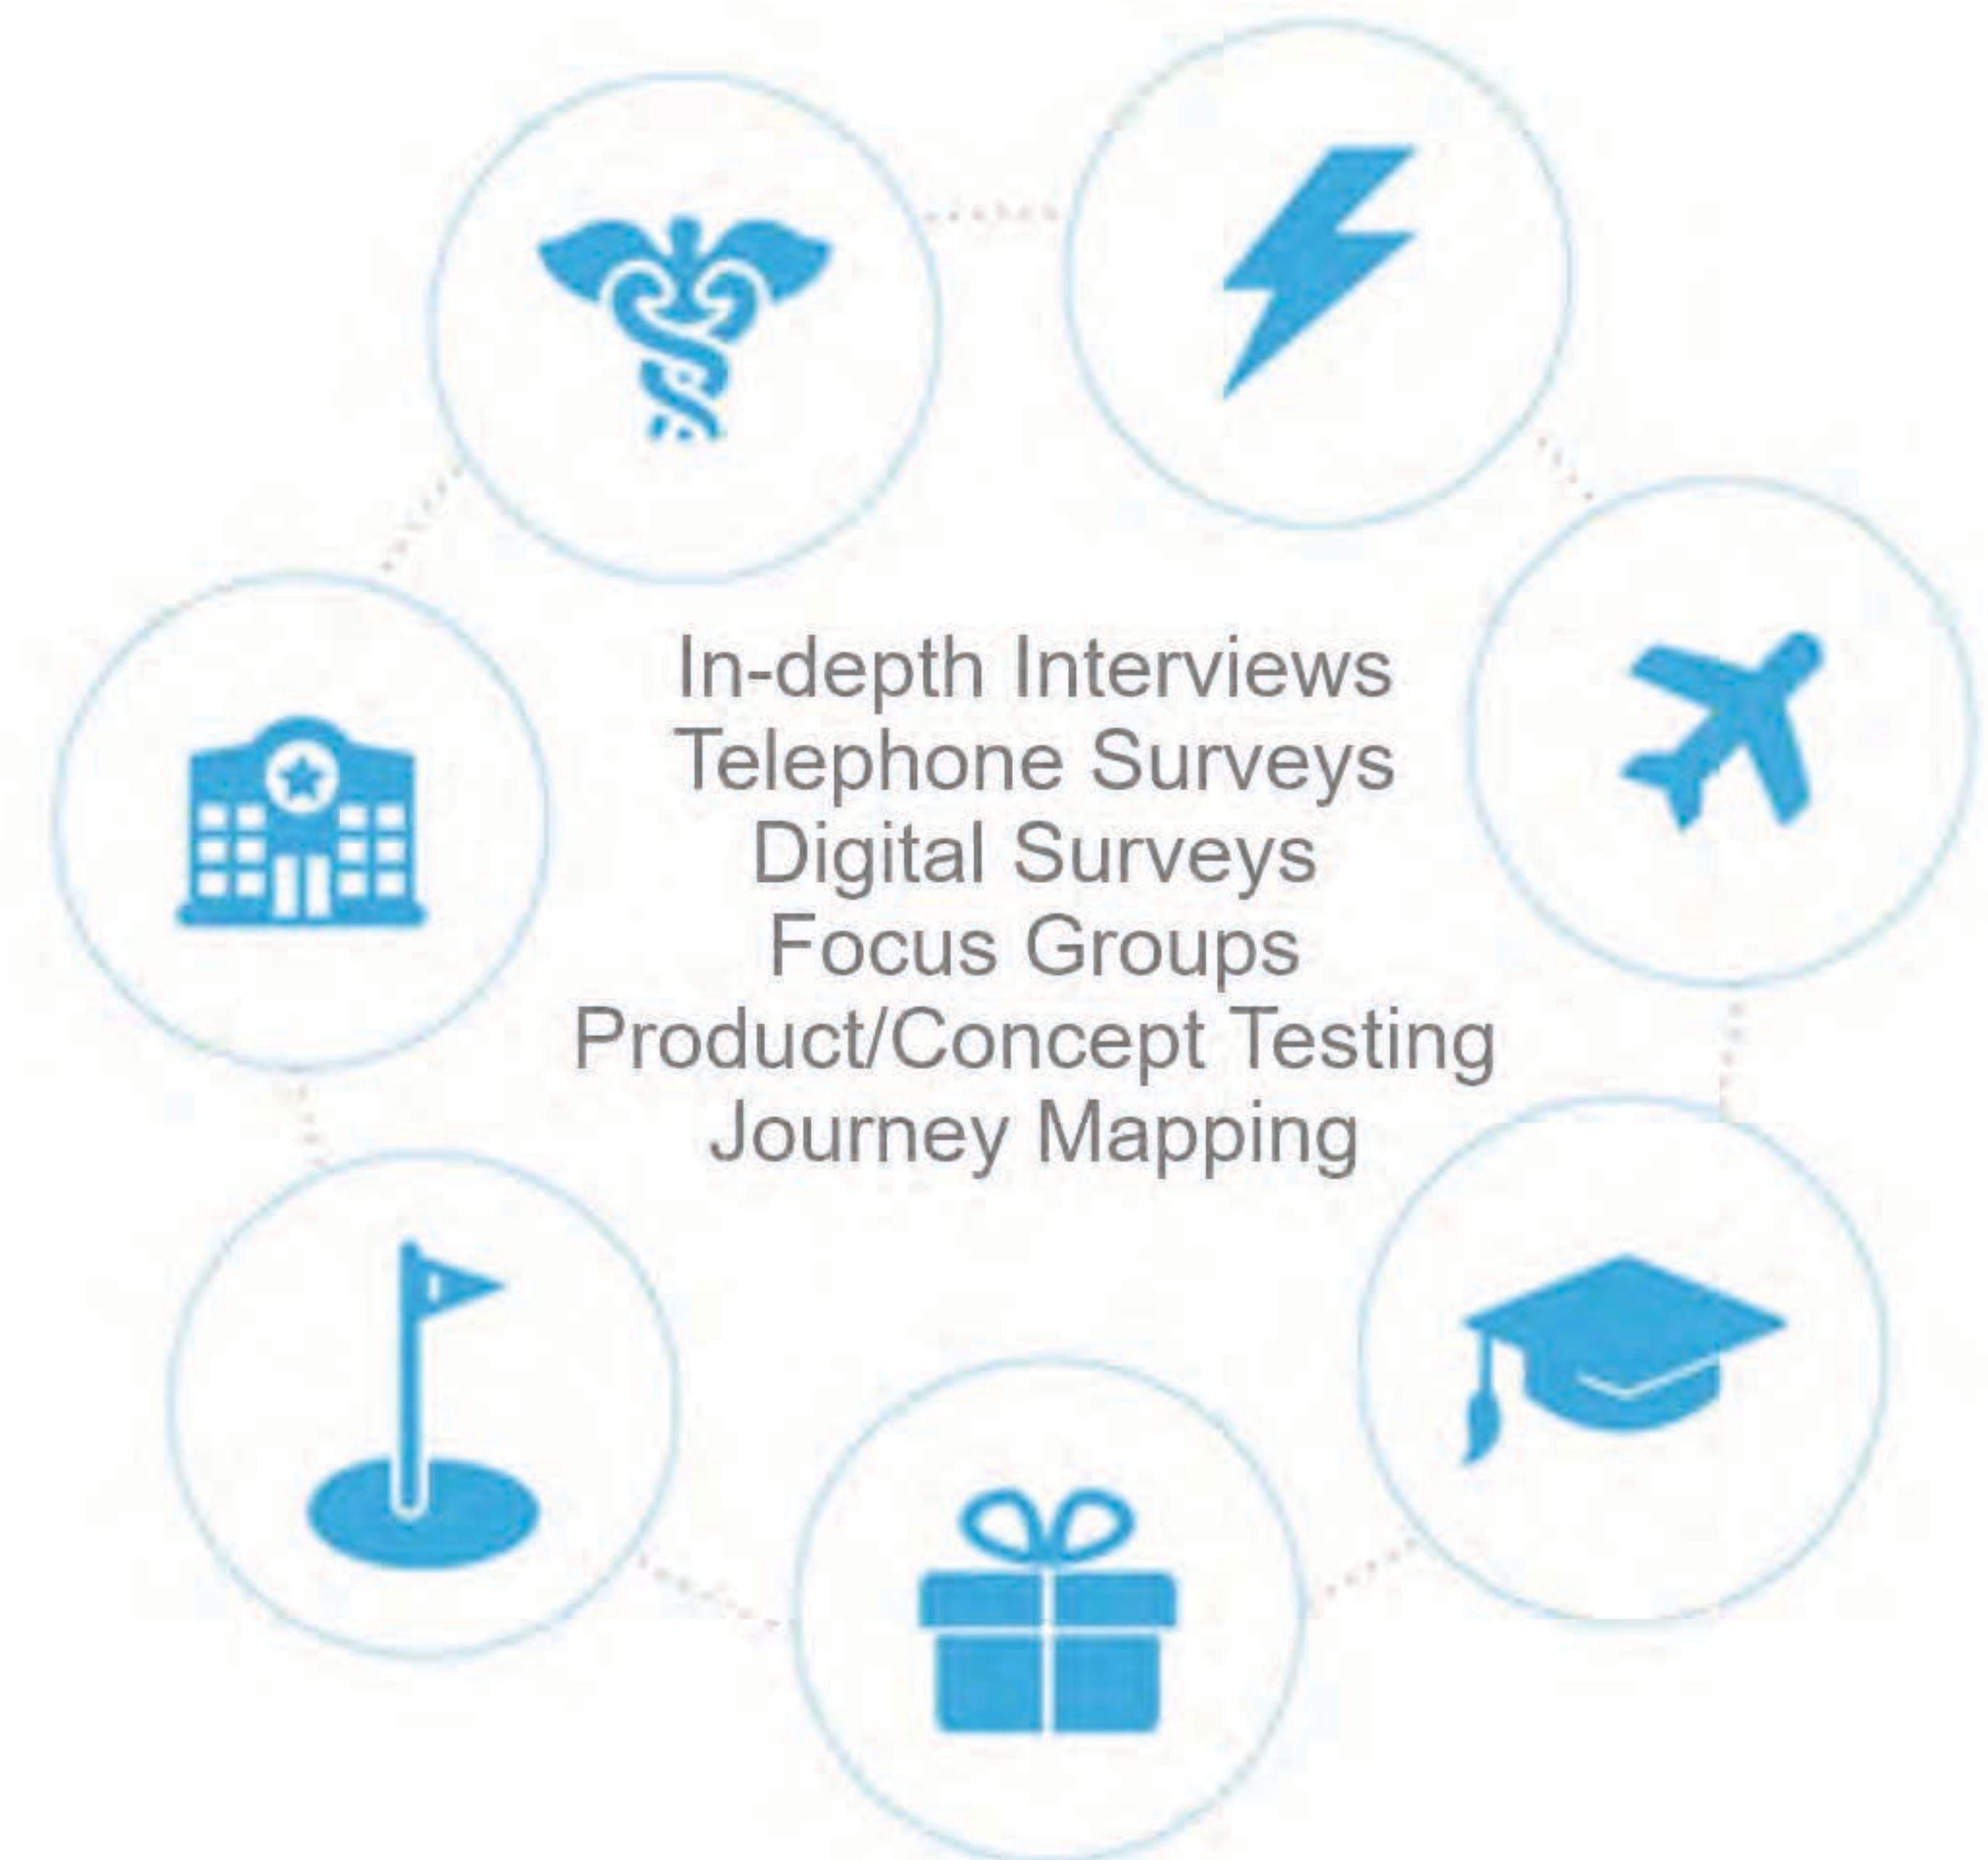 In-depth Interviews
Telephone Surveys
Digital Surveys
Focus Groups
Product/Concept Testing
Journey Mapping